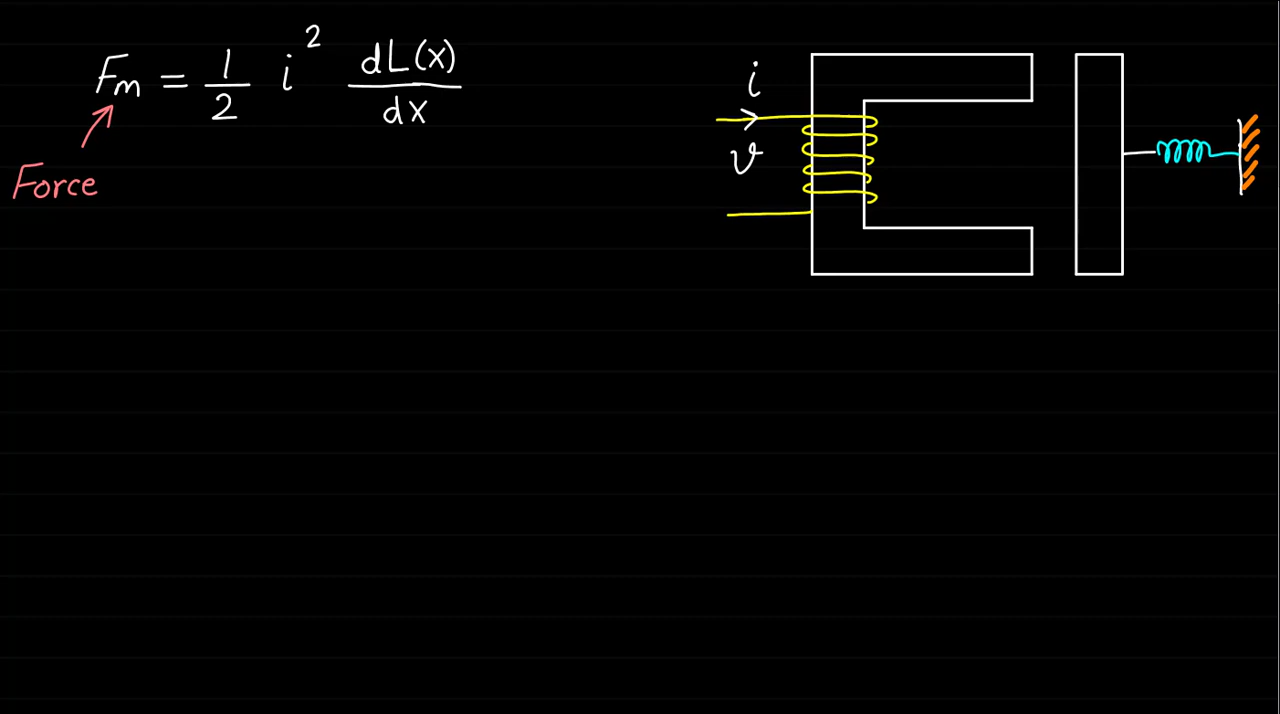 Fm = 1/2 i² dL(x)/dx
Force
i
v